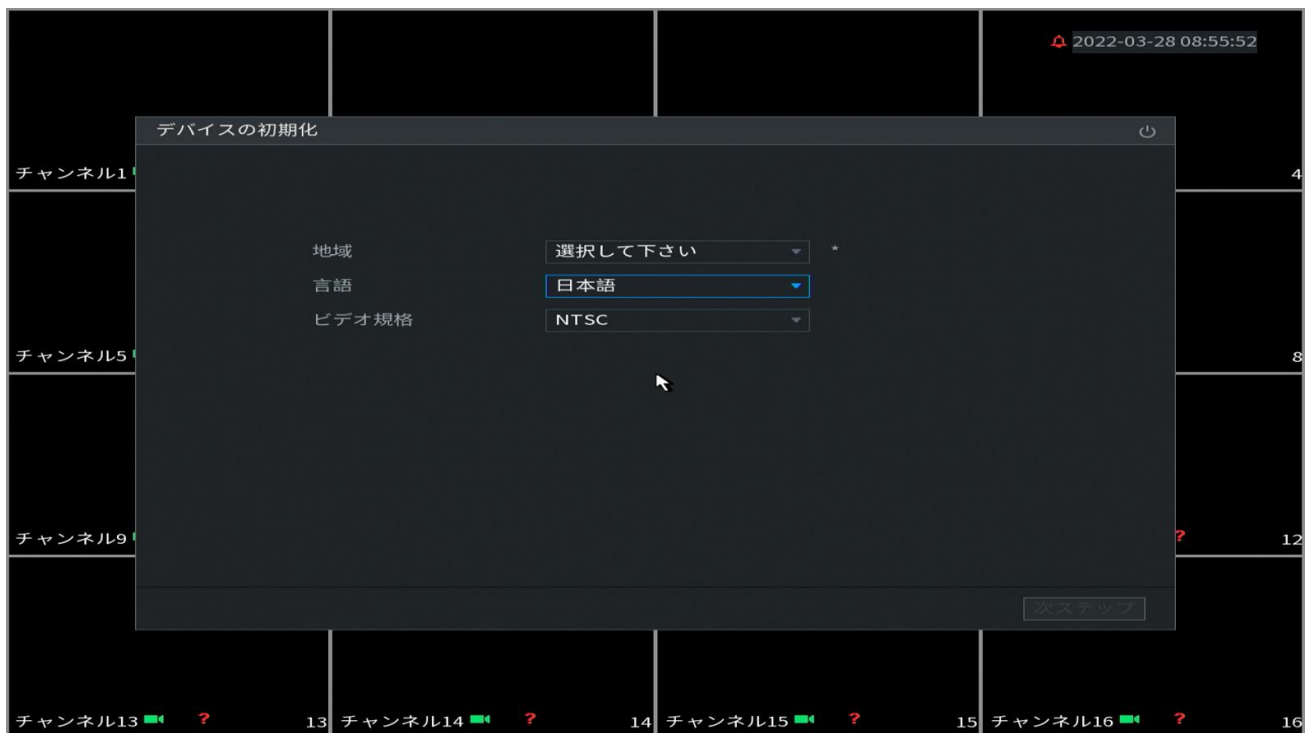 2022-03-28 08:55:52
デバイスの初期化
チャンネル1
4
地域 選択して下さい *
言語 日本語
ビデオ規格 NTSC
チャンネル5
8
チャンネル9
? 12
次ステップ
チャンネル13 ? 13 チャンネル14 ? 14 チャンネル15 ? 15 チャンネル16 ? 16